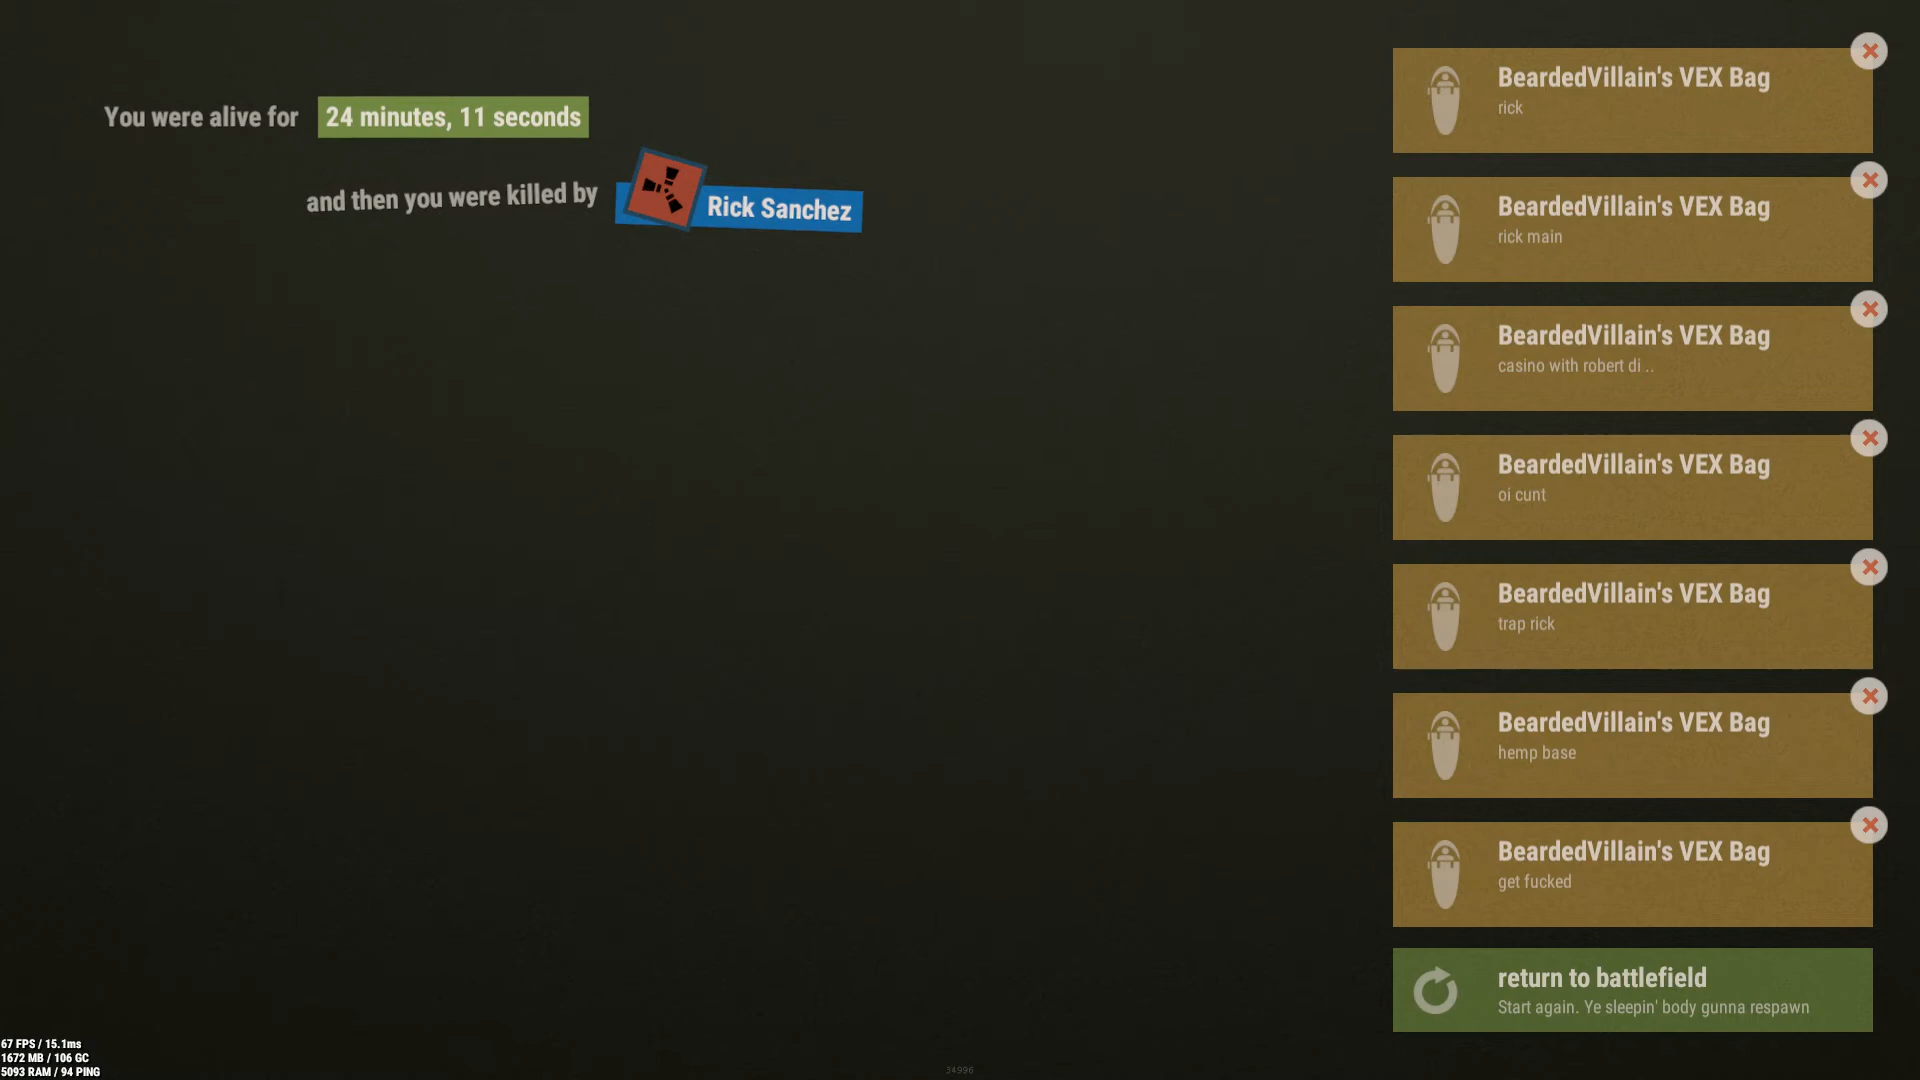 You were alive for 24 minutes, 11 seconds
and then you were killed by Rick Sanchez
BeardedVillain's VEX Bag
rick
BeardedVillain's VEX Bag
rick main
BeardedVillain's VEX Bag
casino with robert di ..
BeardedVillain's VEX Bag
oi cunt
BeardedVillain's VEX Bag
trap rick
BeardedVillain's VEX Bag
hemp base
BeardedVillain's VEX Bag
get fucked
return to battlefield
Start again. Ye sleepin' body gunna respawn
67 FPS / 15.1ms
1672 MB / 106 GC
5093 RAM / 94 PING
34996